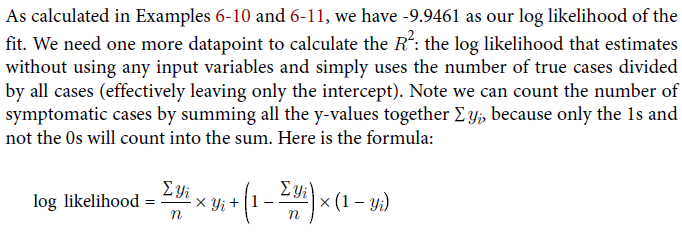 As calculated in Examples 6-10 and 6-11, we have -9.9461 as our log likelihood of the
fit. We need one more datapoint to calculate the R²: the log likelihood that estimates
without using any input variables and simply uses the number of true cases divided
by all cases (effectively leaving only the intercept). Note we can count the number of
symptomatic cases by summing all the y-values together Σyᵢ, because only the 1s and
not the 0s will count into the sum. Here is the formula:
log likelihood = Σyᵢ/n × yᵢ + (1 − Σyᵢ/n) × (1 − yᵢ)